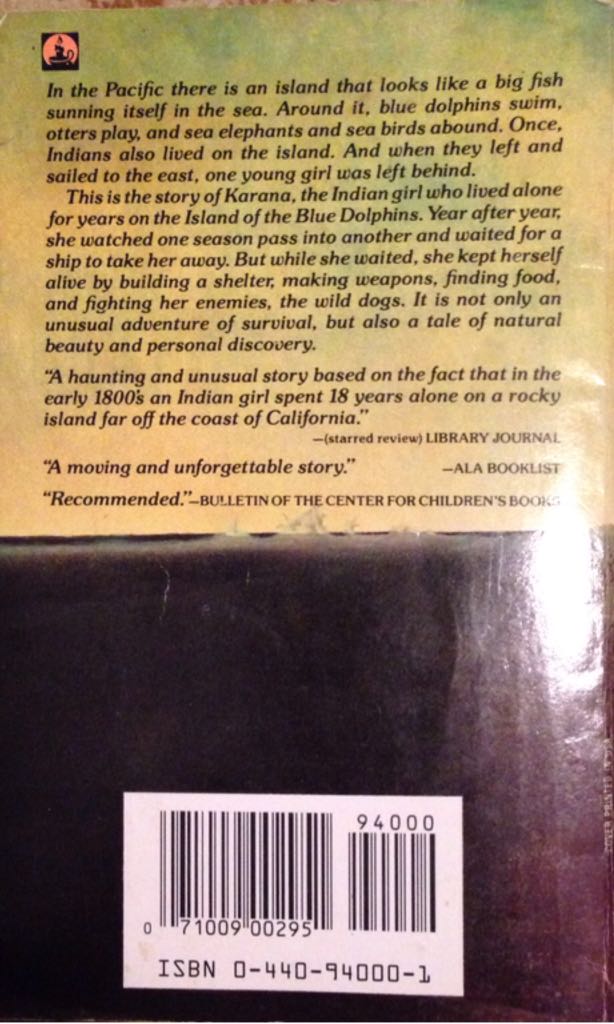 In the Pacific there is an island that looks like a big fish
sunning itself in the sea. Around it, blue dolphins swim,
otters play, and sea elephants and sea birds abound. Once,
Indians also lived on the island. And when they left and
sailed to the east, one young girl was left behind.
This is the story of Karana, the Indian girl who lived alone
for years on the Island of the Blue Dolphins. Year after year,
she watched one season pass into another and waited for a
ship to take her away. But while she waited, she kept herself
alive by building a shelter, making weapons, finding food,
and fighting her enemies, the wild dogs. It is not only an
unusual adventure of survival, but also a tale of natural
beauty and personal discovery.
"A haunting and unusual story based on the fact that in the
early 1800's an Indian girl spent 18 years alone on a rocky
island far off the coast of California."
—(starred review) LIBRARY JOURNAL
"A moving and unforgettable story." —ALA BOOKLIST
"Recommended."—BULLETIN OF THE CENTER FOR CHILDREN'S BOOKS
94000
0 71009 00295
ISBN 0-440-94000-1
COVER PRINTED